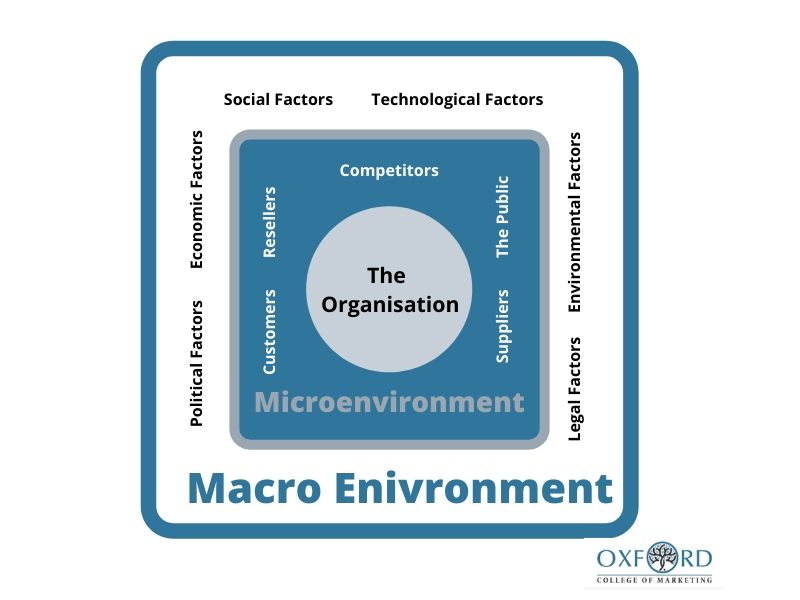 Social Factors
Technological Factors
Economic Factors
Political Factors
Environmental Factors
Legal Factors
Competitors
Resellers
Customers
The Public
Suppliers
The
Organisation
Microenvironment
Macro Enivronment
OXFORD
COLLEGE OF MARKETING